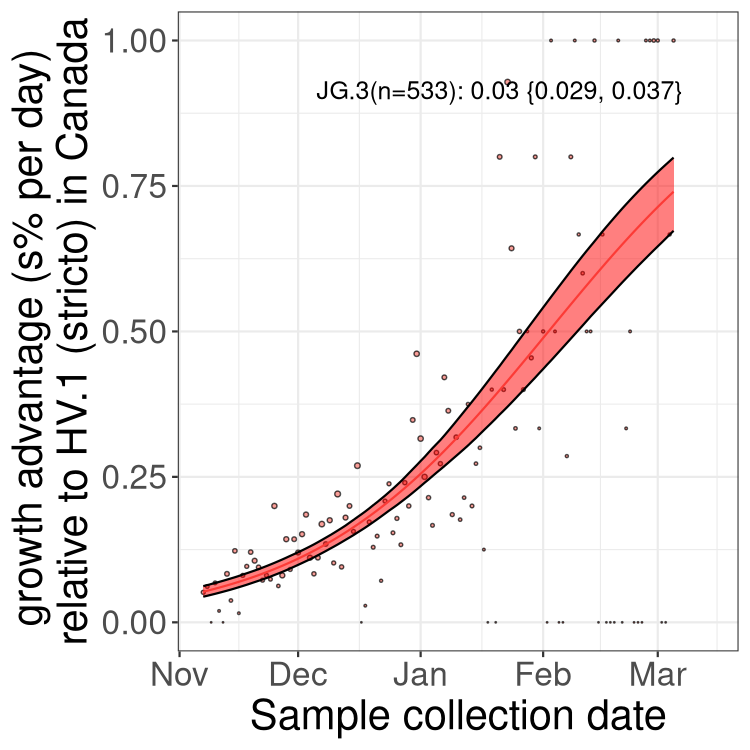 growth advantage (s% per day)
relative to HV.1 (stricto) in Canada
1.00
0.75
0.50
0.25
0.00
JG.3(n=533): 0.03 {0.029, 0.037}
Nov Dec Jan Feb Mar
Sample collection date